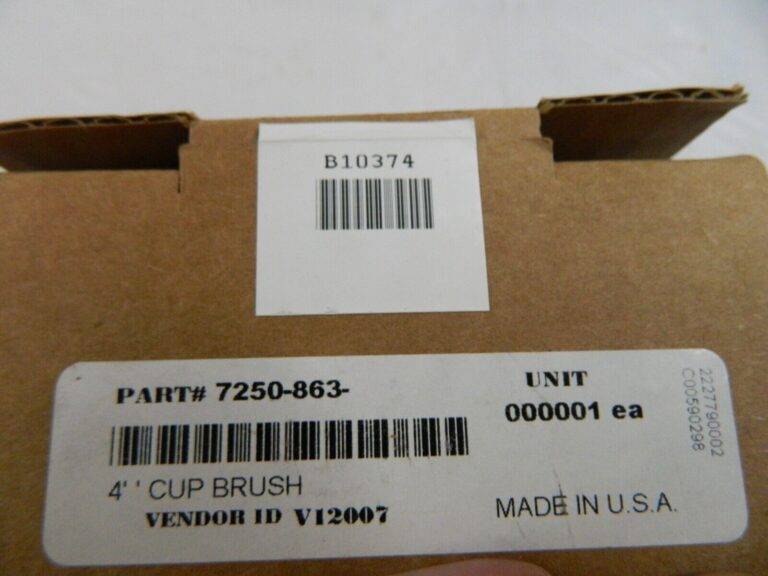 B10374
PART# 7250-863-
UNIT
000001 ea
4'' CUP BRUSH
VENDOR ID V12007
MADE IN U.S.A.
2227790002
C00590298